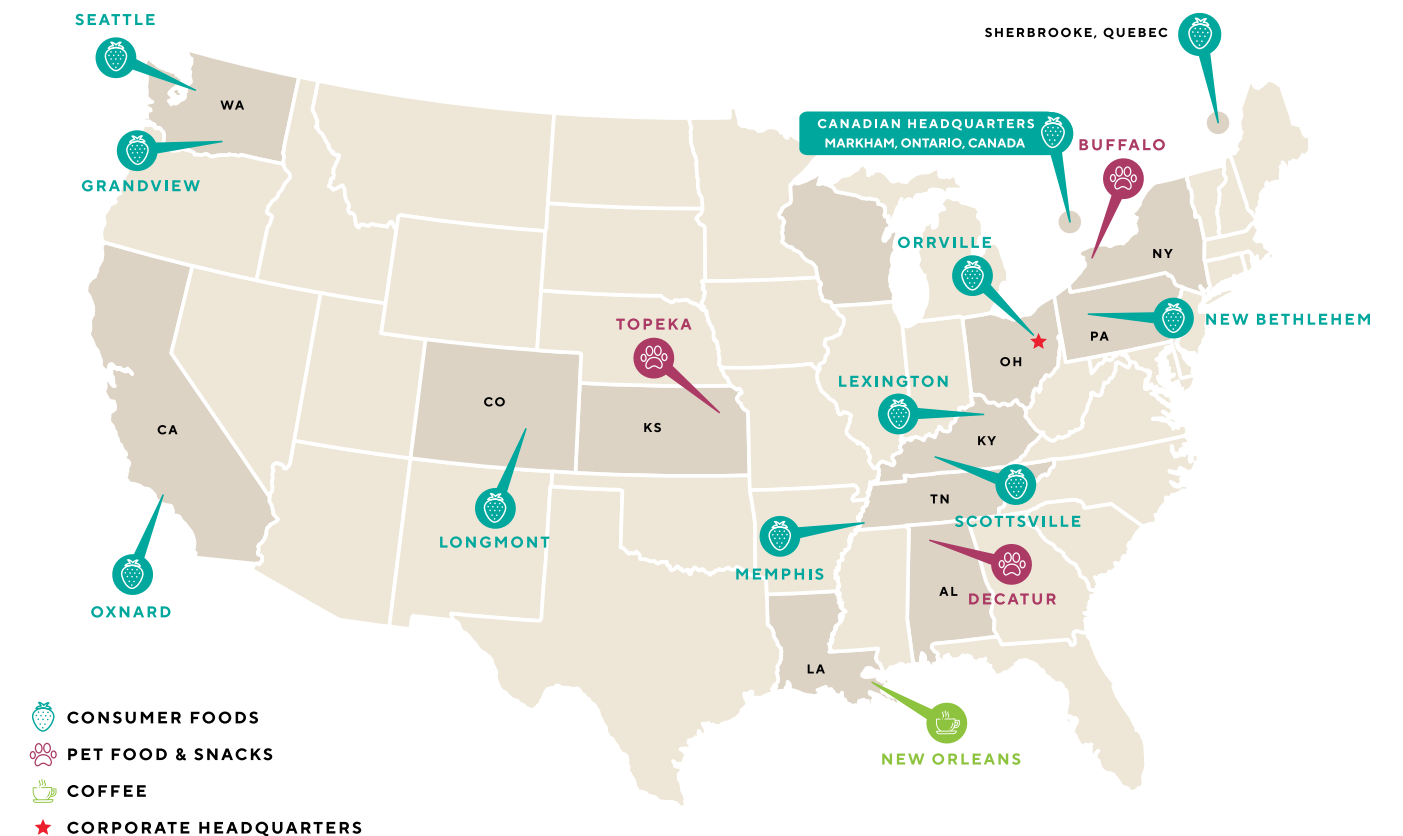 SEATTLE
SHERBROOKE, QUEBEC
WA
CANADIAN HEADQUARTERS
MARKHAM, ONTARIO, CANADA
BUFFALO
GRANDVIEW
ORRVILLE
NY
TOPEKA
NEW BETHLEHEM
PA
OH
LEXINGTON
CO
CA
KS
KY
TN
SCOTTSVILLE
LONGMONT
MEMPHIS
AL
DECATUR
OXNARD
LA
NEW ORLEANS
CONSUMER FOODS
PET FOOD & SNACKS
COFFEE
CORPORATE HEADQUARTERS